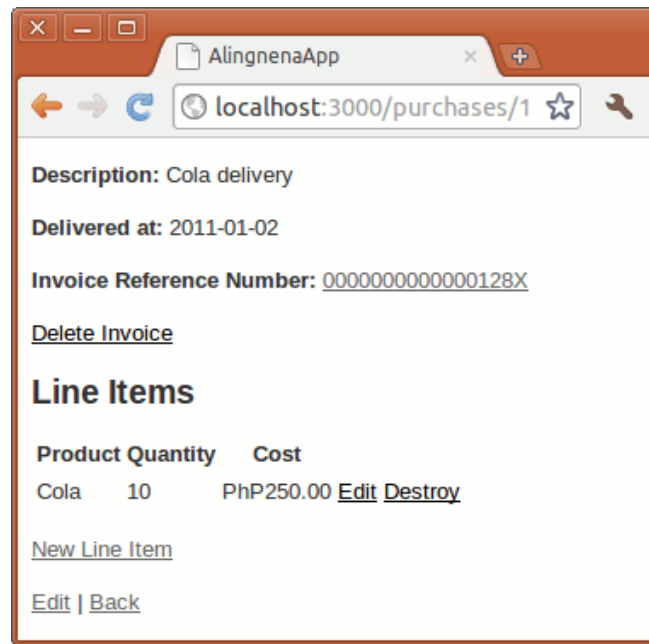 AlingnenaApp
localhost:3000/purchases/1
Description: Cola delivery
Delivered at: 2011-01-02
Invoice Reference Number: 0000000000000128X
Delete Invoice
Line Items
Product Quantity Cost
Cola 10 PhP250.00 Edit Destroy
New Line Item
Edit | Back